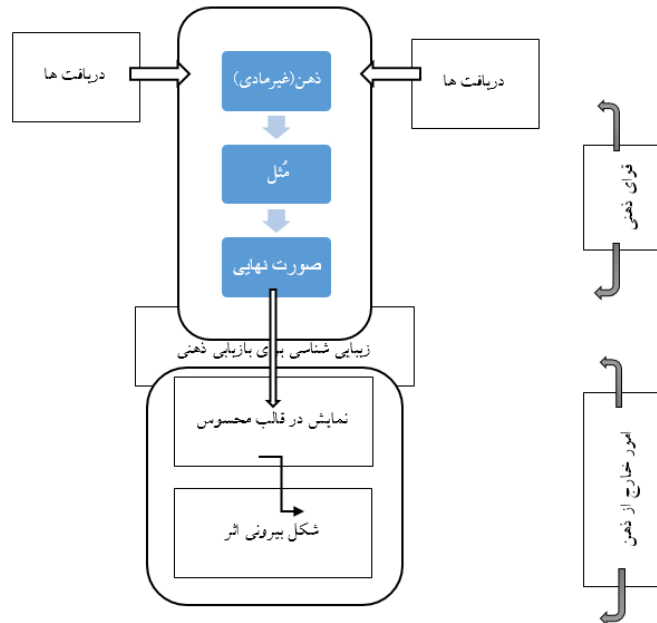 دریافت ها
دریافت ها
ذهن(غیرمادی)
مُثل
صورت نهایی
قوای ذهنی
زیبایی شناسی برای بازیابی ذهنی
نمایش در قالب محسوس
شکل بیرونی اثر
امور خارج از ذهن